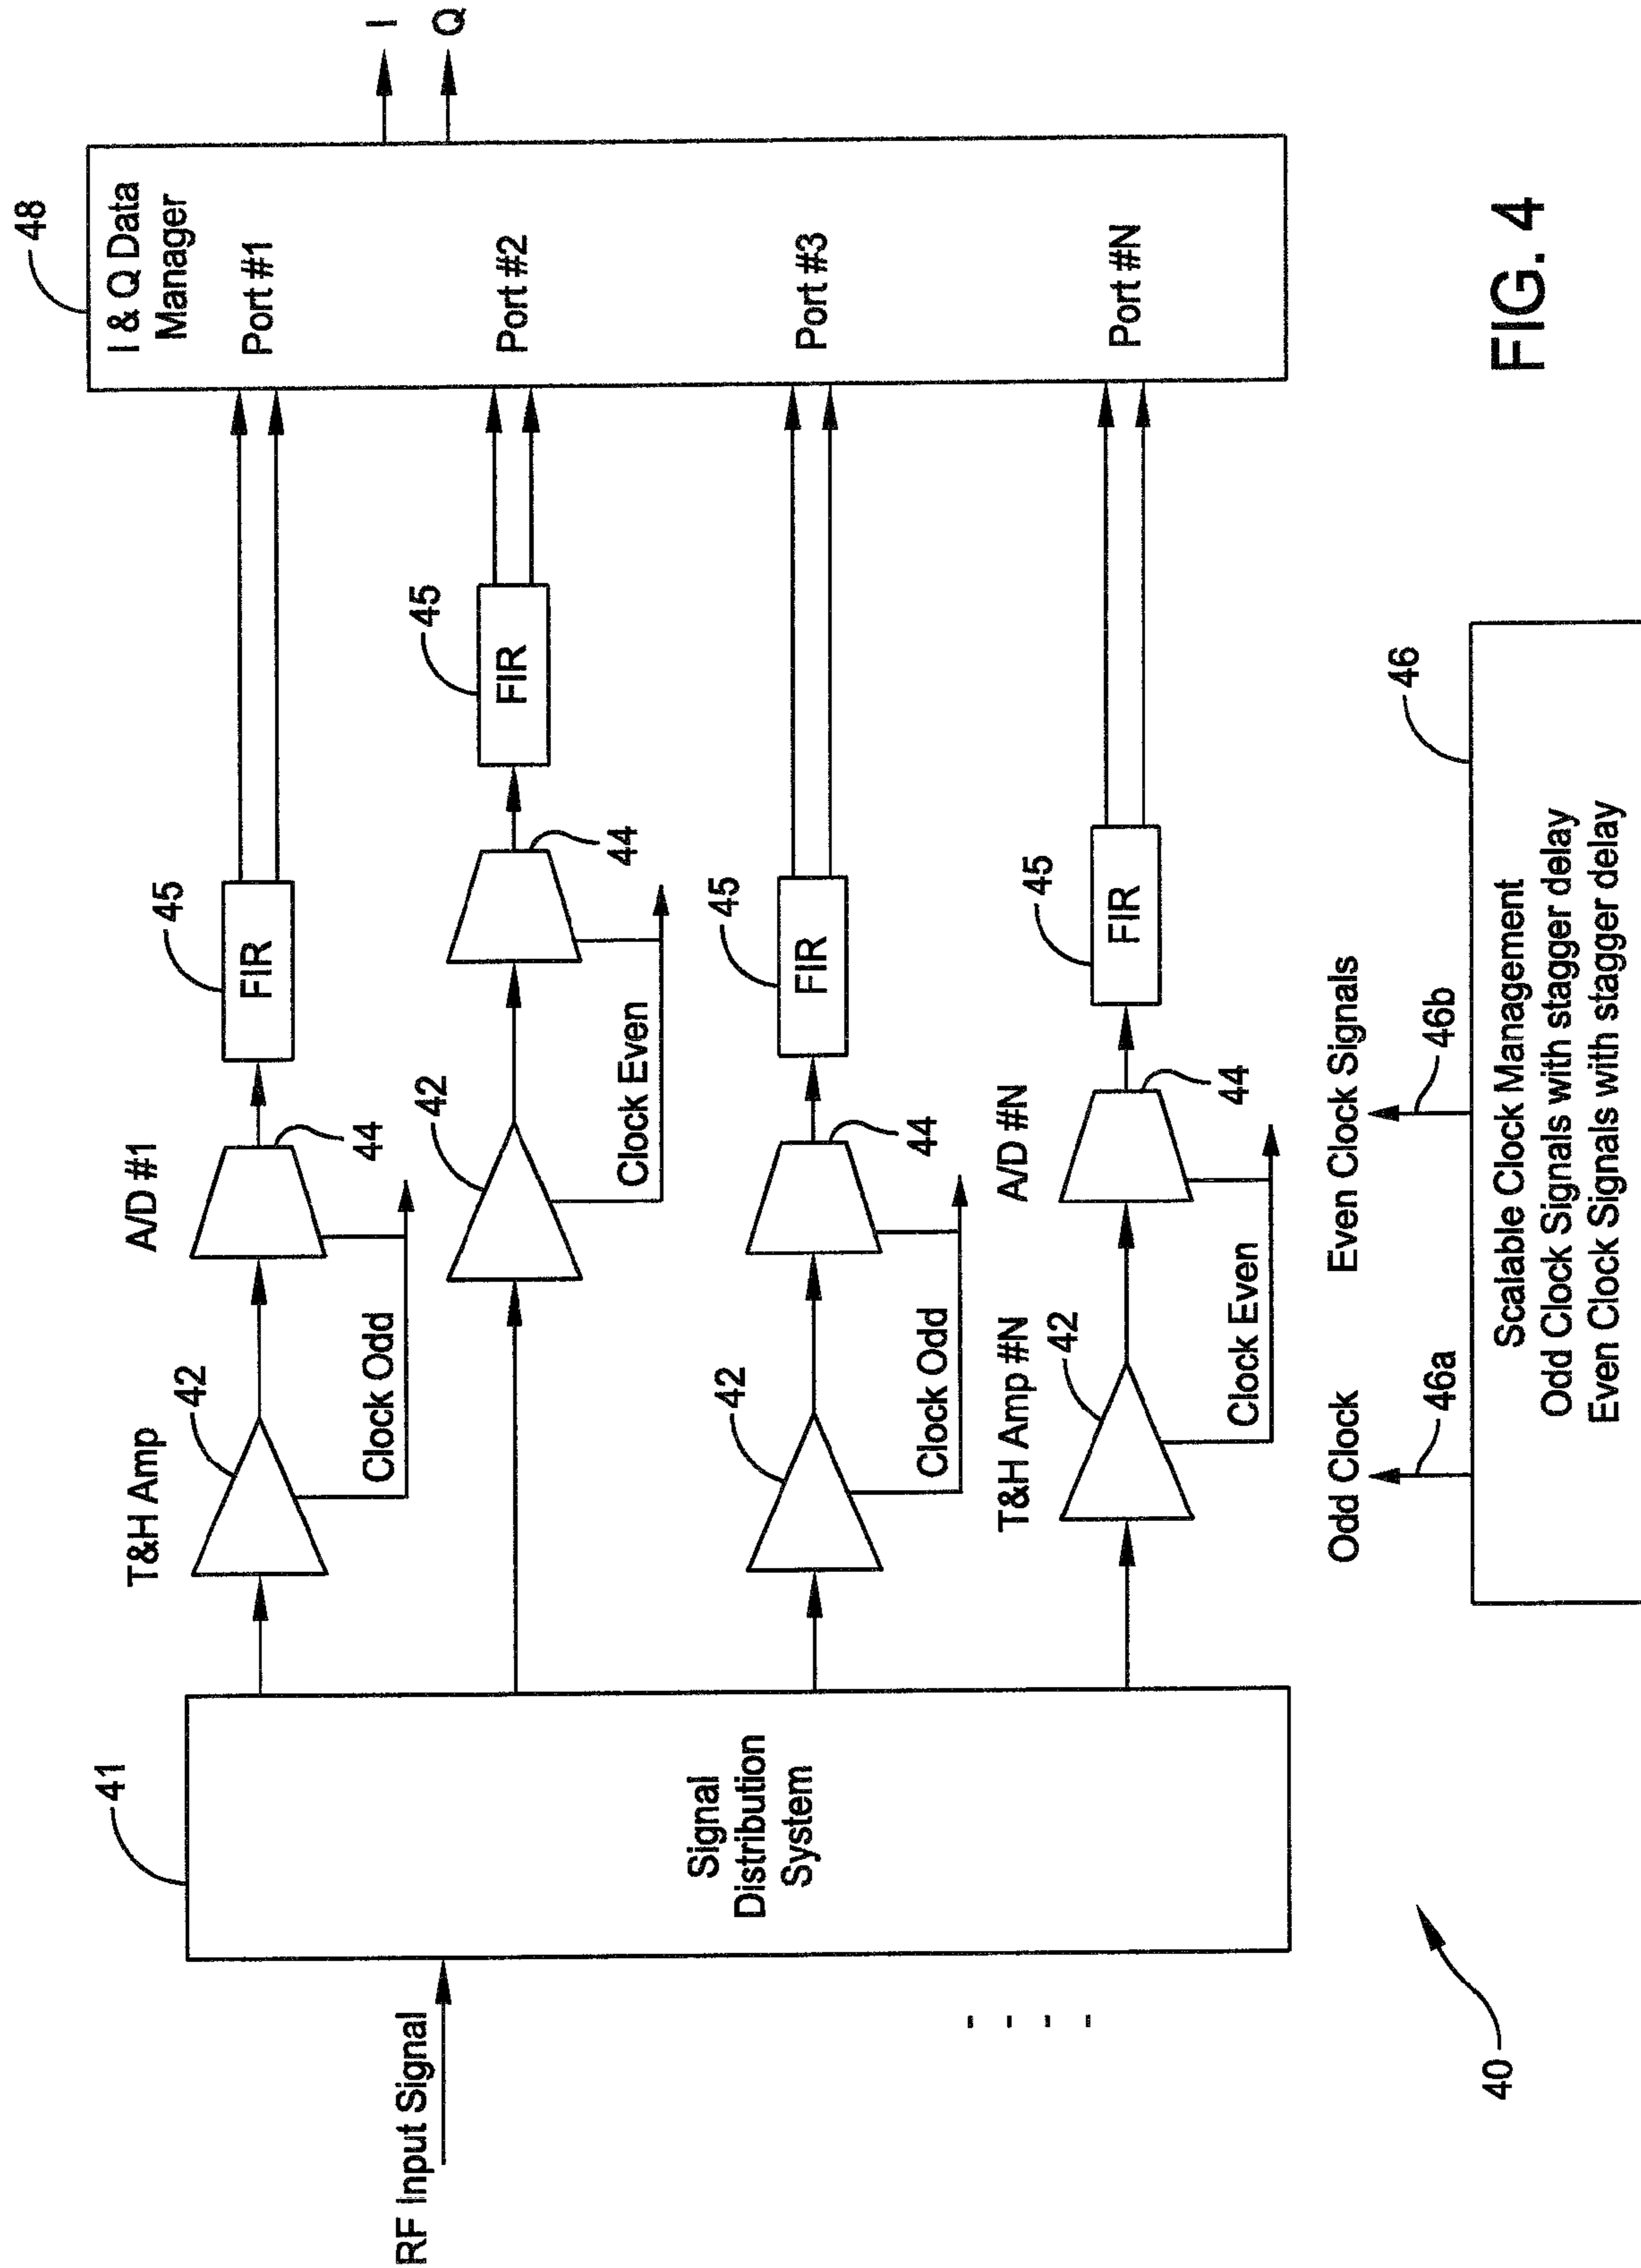 RF Input Signal
41
Signal
Distribution
System
T&H Amp
42
A/D #1
44
Clock Odd
45
FIR
42
44
Clock Even
45
FIR
42
44
Clock Odd
45
FIR
T&H Amp #N
42
A/D #N
44
Clock Even
45
FIR
48
I & Q Data
Manager
Port #1
Port #2
Port #3
Port #N
I
Q
Odd Clock
46a
Even Clock Signals
46b
46
Scalable Clock Management
Odd Clock Signals with stagger delay
Even Clock Signals with stagger delay
40
FIG. 4